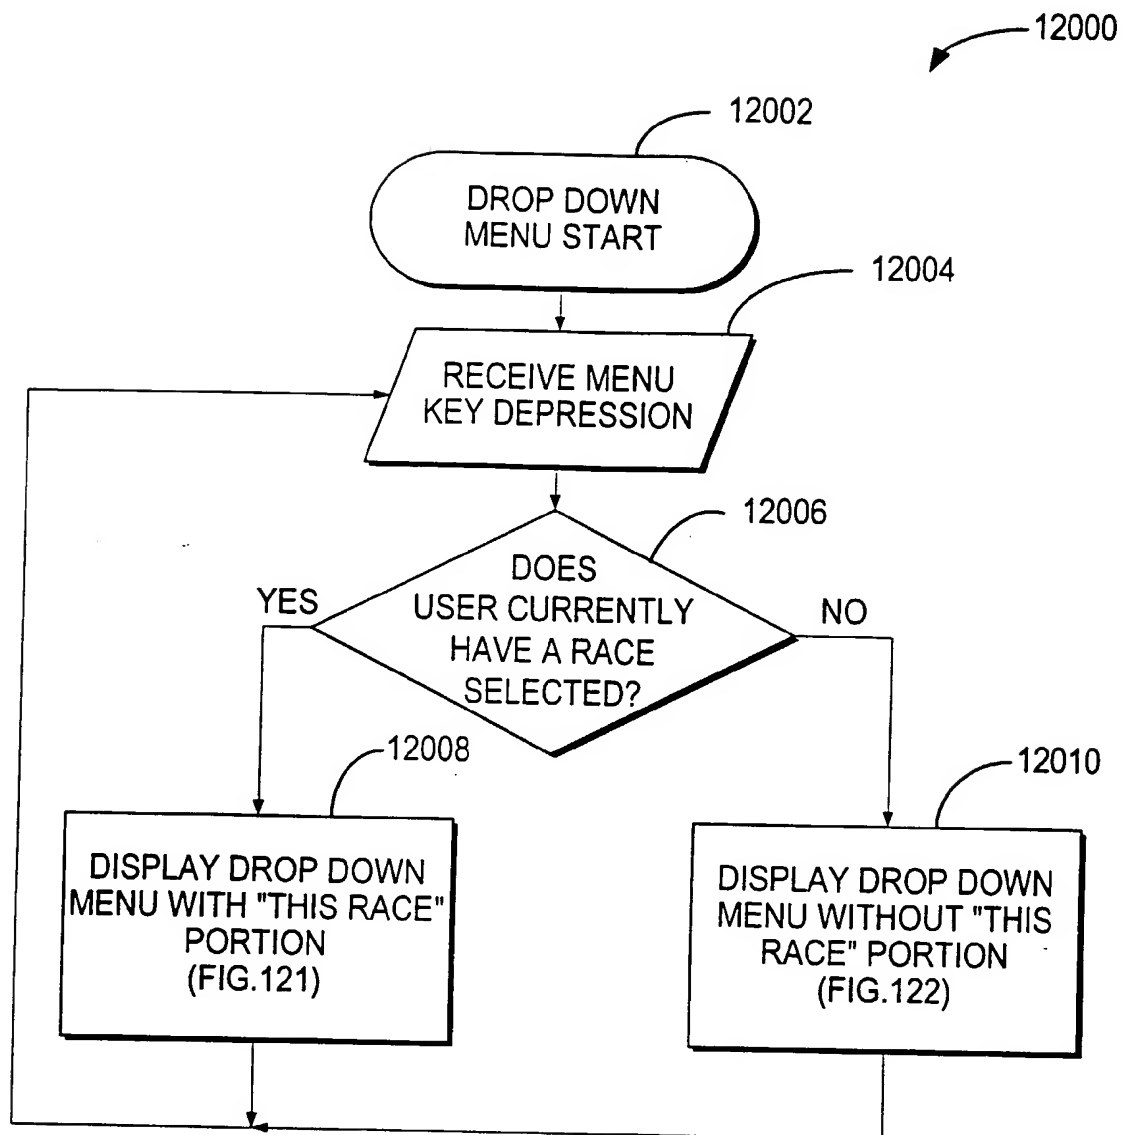 12000
12002
DROP DOWN
MENU START
12004
RECEIVE MENU
KEY DEPRESSION
12006
DOES
USER CURRENTLY
HAVE A RACE
SELECTED?
YES
NO
12008
12010
DISPLAY DROP DOWN
MENU WITH "THIS RACE"
PORTION
(FIG.121)
DISPLAY DROP DOWN
MENU WITHOUT "THIS
RACE" PORTION
(FIG.122)